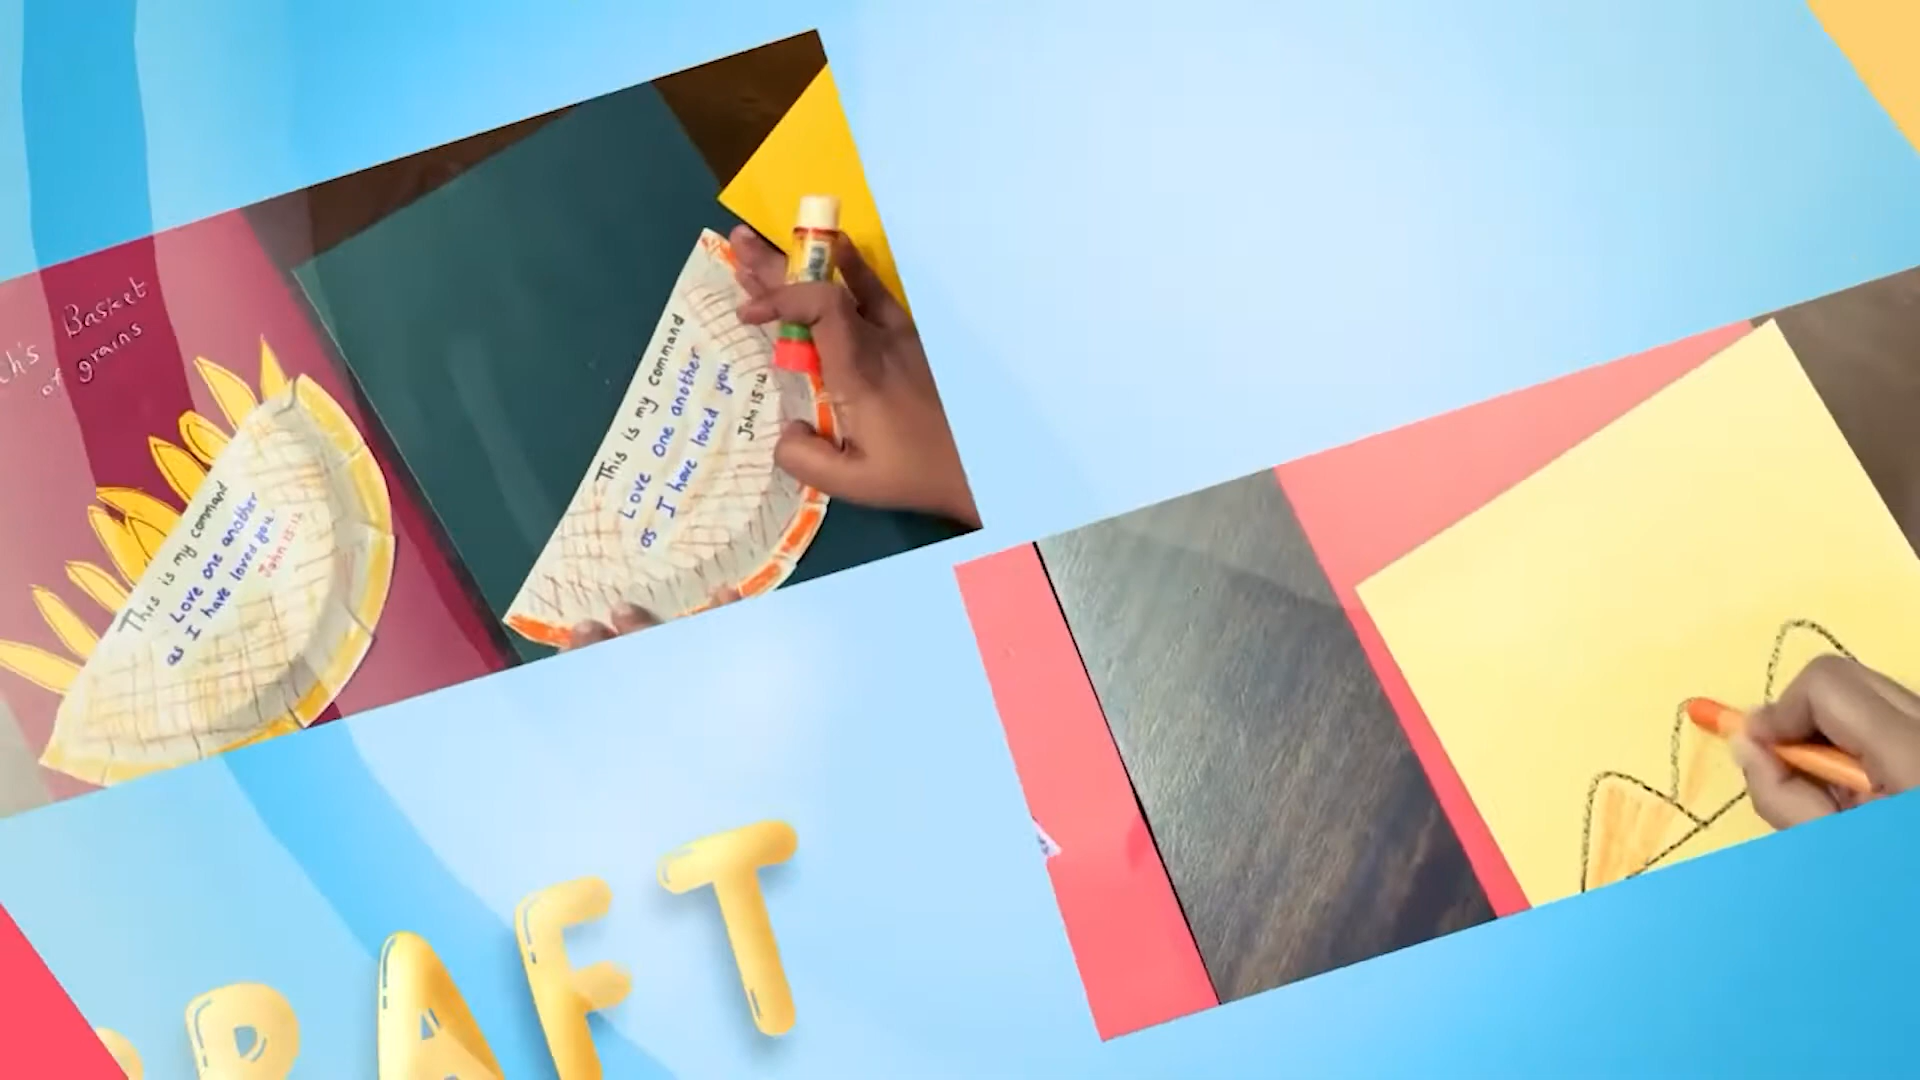 Basket
of grains
This is my command
Love one another
as I have loved you.
John 15:12
This is my command
Love one another
as I have loved you
John 15:12
CRAFT